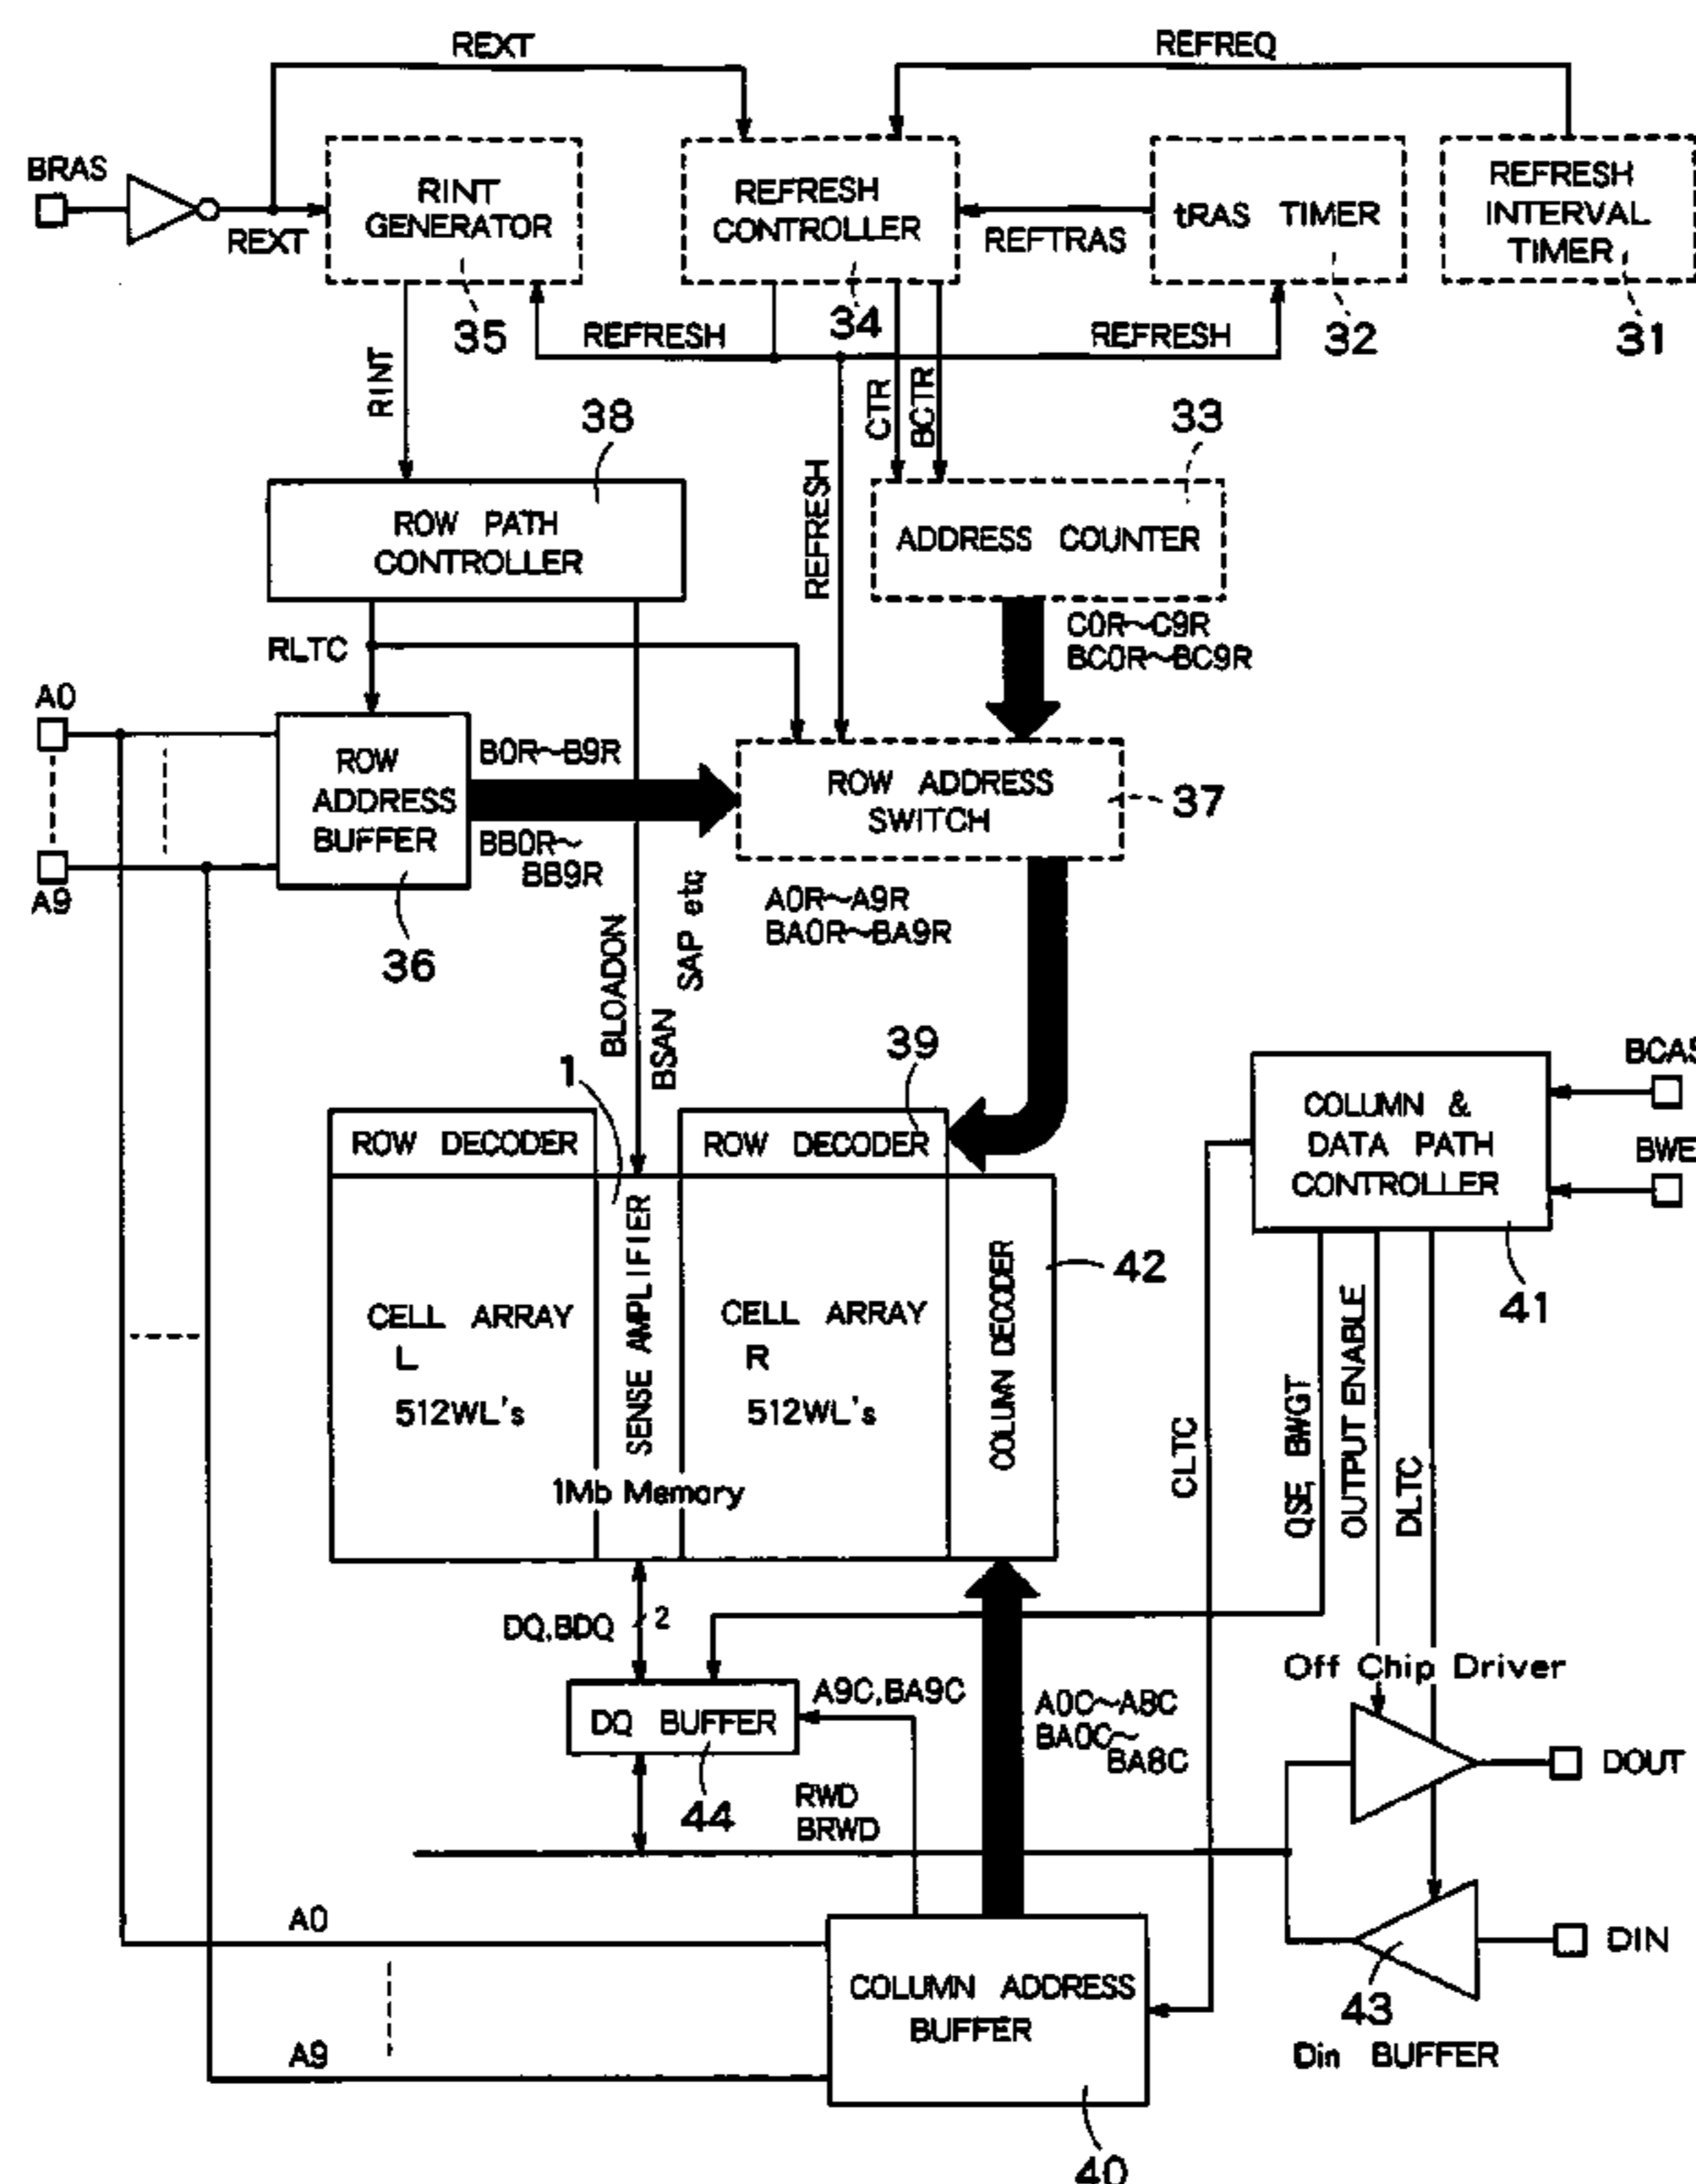 REXT
REFREQ
BRAS
REXT
RINT
GENERATOR
35
REFRESH
CONTROLLER
34
REFTRAS
tRAS TIMER
32
REFRESH
INTERVAL
TIMER
31
REFRESH
REFRESH
RINT
CTR
BCTR
REFRESH
38
ROW PATH
CONTROLLER
33
ADDRESS COUNTER
C0R~C9R
BC0R~BC9R
RLTC
A0
A9
ROW
ADDRESS
BUFFER
36
B0R~B9R
BB0R~
BB9R
ROW ADDRESS
SWITCH
37
A0R~A9R
BA0R~BA9R
BLOADON
SAP etc
BSAN
1
39
ROW DECODER
ROW DECODER
CELL ARRAY
L
512WL's
SENSE AMPLIFIER
CELL ARRAY
R
512WL's
COLUMN DECODER
42
1Mb Memory
BCAS
BWE
COLUMN &
DATA PATH
CONTROLLER
41
CLTC
QSE, BWGT
OUTPUT ENABLE
DLTC
DQ,BDQ
2
DQ BUFFER
44
A9C,BA9C
A0C~A8C
BA0C~
BA8C
RWD
BRWD
Off Chip Driver
DOUT
DIN
43
Din BUFFER
A0
A9
COLUMN ADDRESS
BUFFER
40